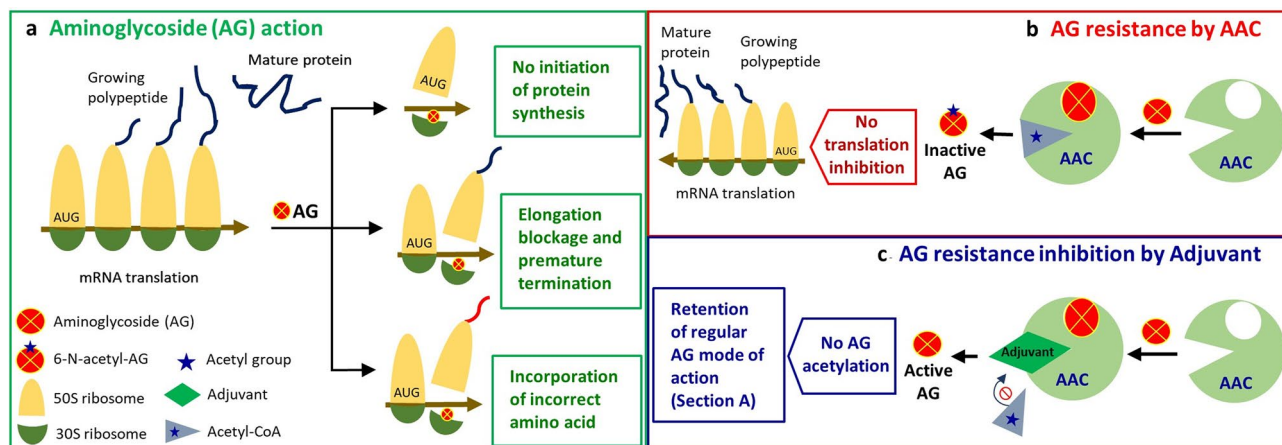 a Aminoglycoside (AG) action
Mature protein
Growing
polypeptide
AUG
mRNA translation
AG
AUG
No initiation
of protein
synthesis
AUG
Elongation
blockage and
premature
termination
AUG
Incorporation
of incorrect
amino acid
Aminoglycoside (AG)
6-N-acetyl-AG
Acetyl group
50S ribosome
Adjuvant
30S ribosome
Acetyl-CoA
b AG resistance by AAC
Mature
protein
Growing
polypeptide
AUG
mRNA translation
No
translation
inhibition
Inactive
AG
AAC
AAC
c AG resistance inhibition by Adjuvant
Retention
of regular
AG mode of
action
(Section A)
No AG
acetylation
Active
AG
Adjuvant
AAC
AAC